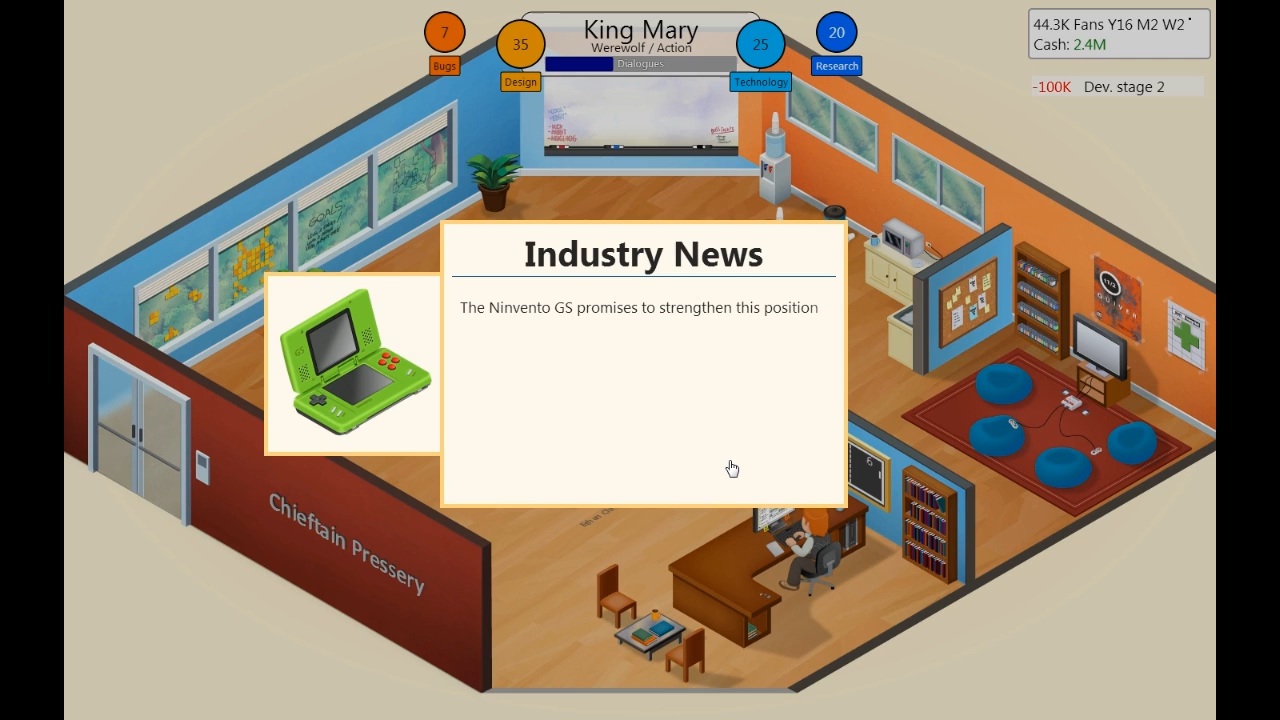 King Mary
Werewolf / Action
Dialogues
7
Bugs
35
Design
25
Technology
20
Research
44.3K Fans Y16 M2 W2
Cash: 2.4M
-100K Dev. stage 2
Industry News
The Ninvento GS promises to strengthen this position
GS
GOALS
Chieftain Pressery